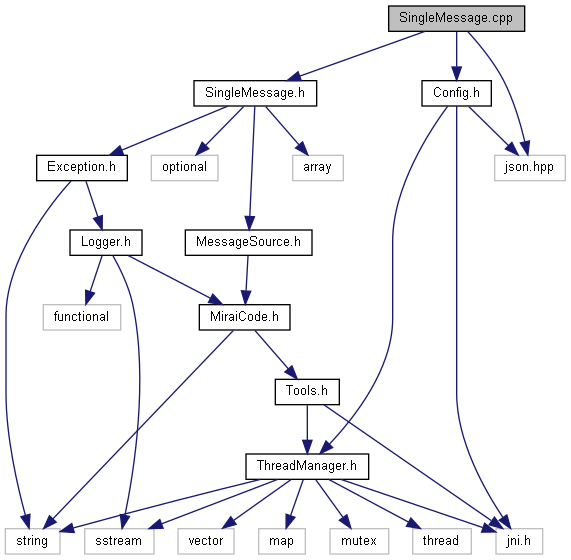 SingleMessage.cpp
SingleMessage.h
Config.h
Exception.h
optional
array
json.hpp
Logger.h
MessageSource.h
functional
MiraiCode.h
Tools.h
ThreadManager.h
string
sstream
vector
map
mutex
thread
jni.h